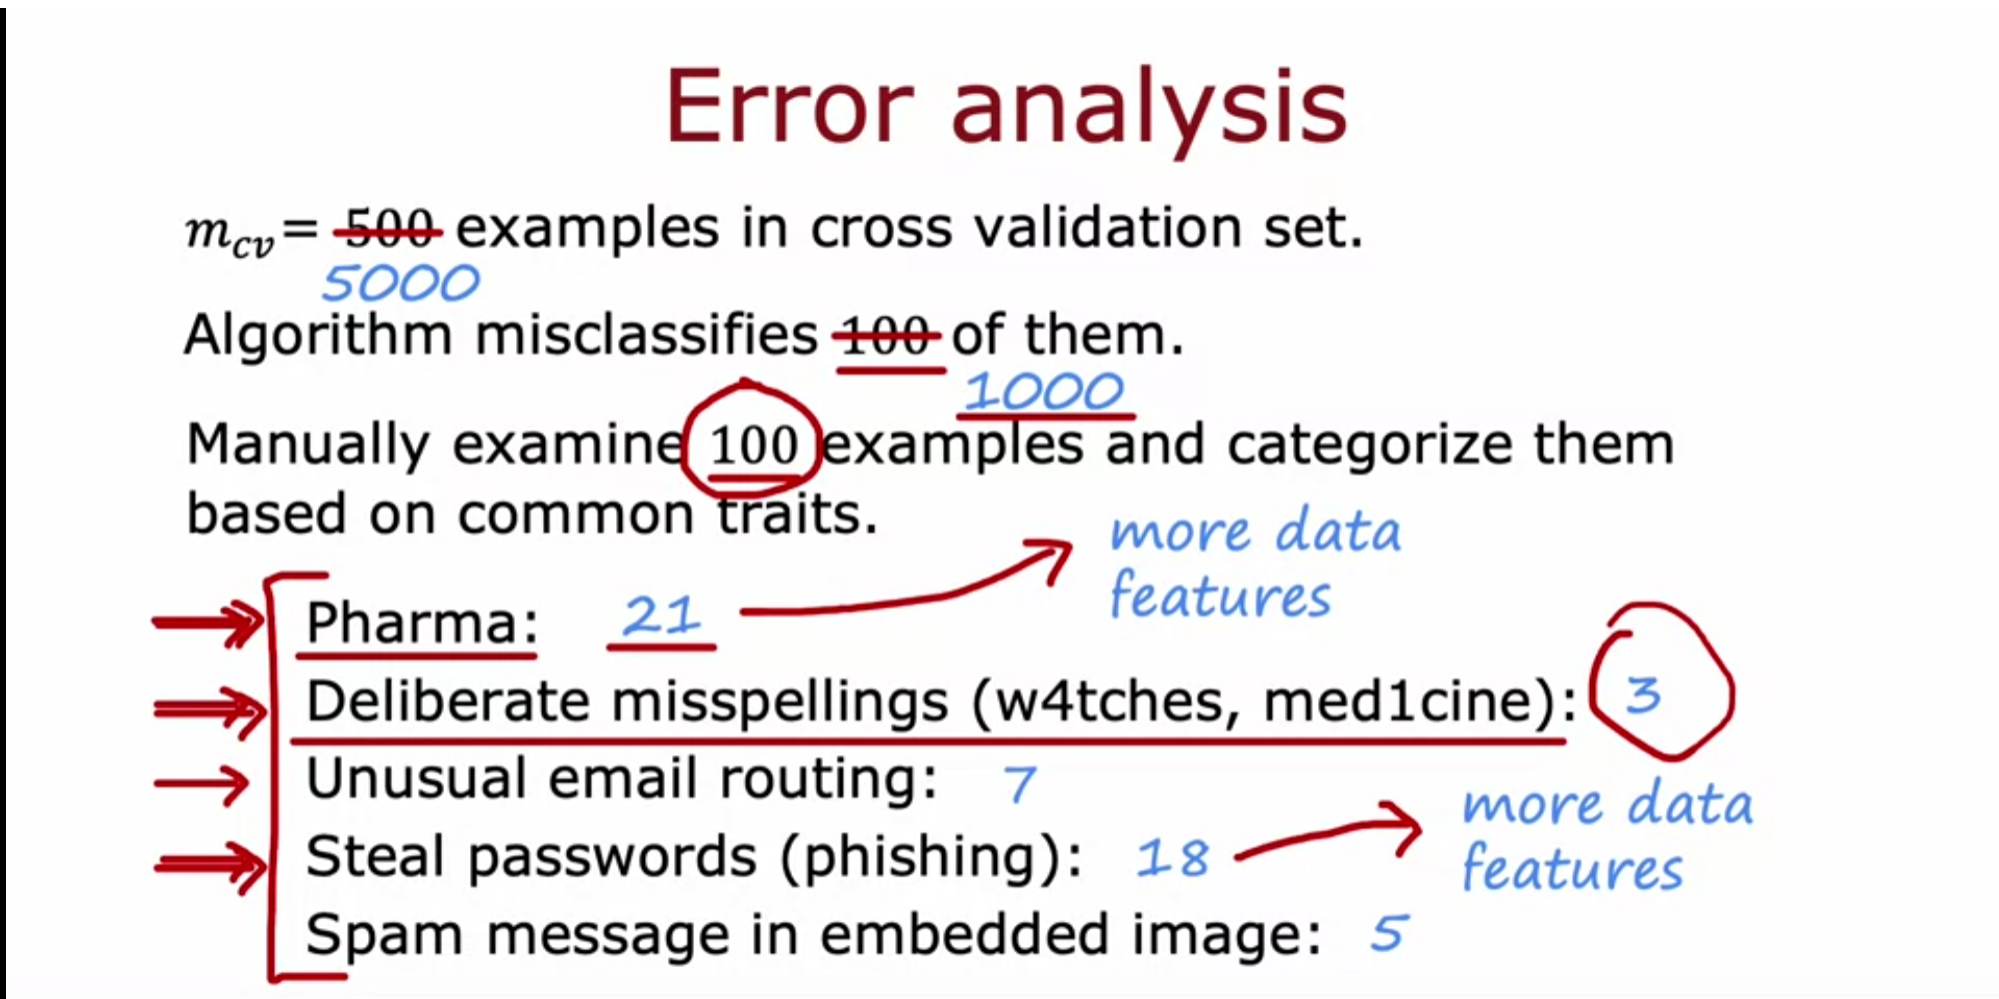 Error analysis
m_cv = 500 examples in cross validation set.
5000
Algorithm misclassifies 100 of them.
1000
Manually examine 100 examples and categorize them
based on common traits.
more data
features
Pharma: 21
Deliberate misspellings (w4tches, med1cine): 3
Unusual email routing: 7
more data
features
Steal passwords (phishing): 18
Spam message in embedded image: 5